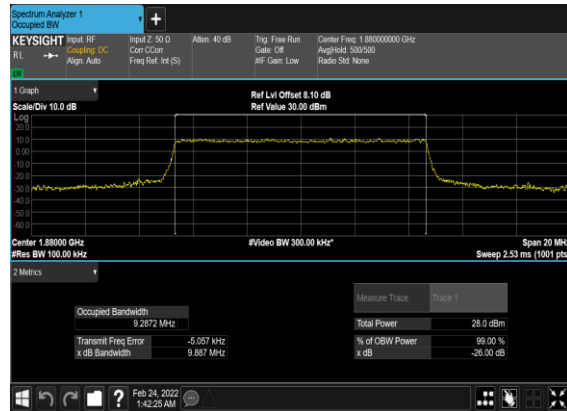 Spectrum Analyzer 1
Occupied BW
+
KEYSIGHT Input: RF Input Z: 50 Ω Atten: 40 dB Trig: Free Run Center Freq: 1.880000000 GHz
R L Coupling: DC Corr CCorr Gate: Off Avg|Hold: 500/500
Align: Auto Freq Ref: Int (S) #IF Gain: Low Radio Std: None
LV
1 Graph
Ref Lvl Offset 8.10 dB
Scale/Div 10.0 dB Ref Value 30.00 dBm
Log
20.0
10.0
0.00
-10.0
-20.0
-30.0
-40.0
-50.0
-60.0
Center 1.88000 GHz #Video BW 300.00 kHz* Span 20 MHz
#Res BW 100.00 kHz Sweep 2.53 ms (1001 pts)
2 Metrics
Measure Trace Trace 1
Occupied Bandwidth
9.2872 MHz Total Power 28.0 dBm
Transmit Freq Error -5.057 kHz % of OBW Power 99.00 %
x dB Bandwidth 9.887 MHz x dB -26.00 dB
? Feb 24, 2022
1:42:25 AM